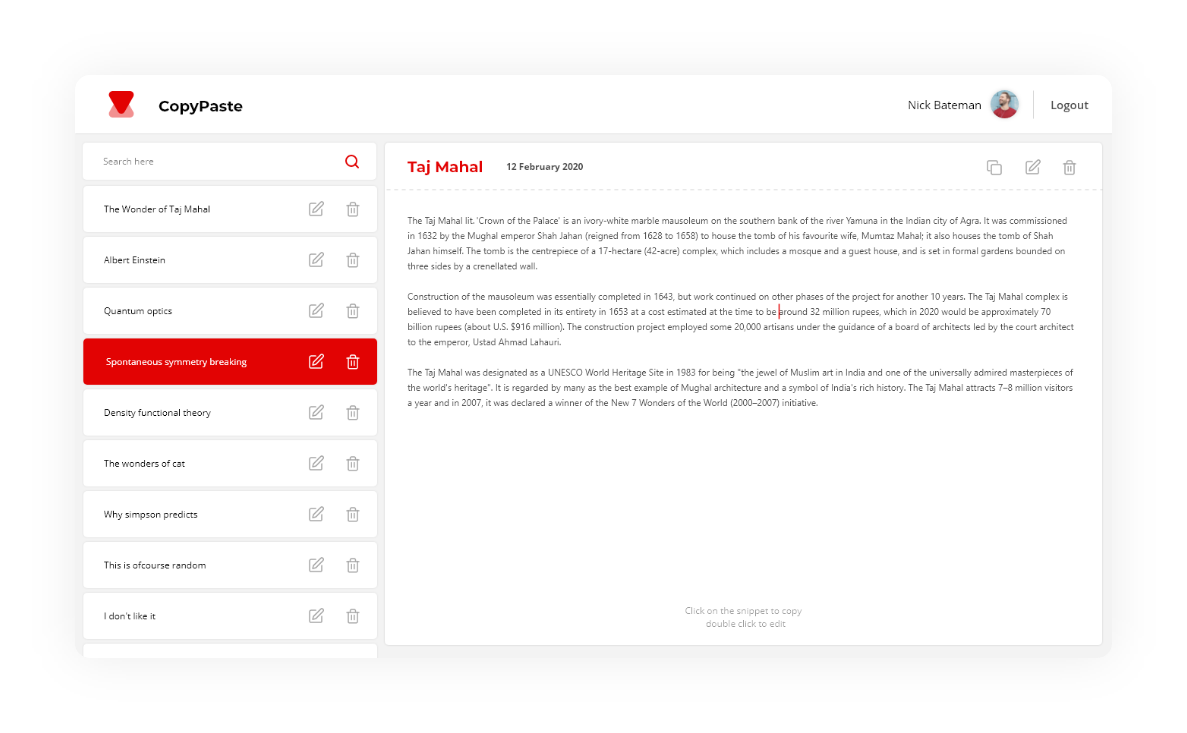 CopyPaste
Nick Bateman
Logout
Search here
The Wonder of Taj Mahal
Albert Einstein
Quantum optics
Spontaneous symmetry breaking
Density functional theory
The wonders of cat
Why simpson predicts
This is ofcourse random
I don't like it
Taj Mahal
12 February 2020
The Taj Mahal lit. 'Crown of the Palace' is an ivory-white marble mausoleum on the southern bank of the river Yamuna in the Indian city of Agra. It was commissioned
in 1632 by the Mughal emperor Shah Jahan (reigned from 1628 to 1658) to house the tomb of his favourite wife, Mumtaz Mahal; it also houses the tomb of Shah
Jahan himself. The tomb is the centrepiece of a 17-hectare (42-acre) complex, which includes a mosque and a guest house, and is set in formal gardens bounded on
three sides by a crenellated wall.
Construction of the mausoleum was essentially completed in 1643, but work continued on other phases of the project for another 10 years. The Taj Mahal complex is
believed to have been completed in its entirety in 1653 at a cost estimated at the time to be around 32 million rupees, which in 2020 would be approximately 70
billion rupees (about U.S. $916 million). The construction project employed some 20,000 artisans under the guidance of a board of architects led by the court architect
to the emperor, Ustad Ahmad Lahauri.
The Taj Mahal was designated as a UNESCO World Heritage Site in 1983 for being "the jewel of Muslim art in India and one of the universally admired masterpieces of
the world's heritage". It is regarded by many as the best example of Mughal architecture and a symbol of India's rich history. The Taj Mahal attracts 7–8 million visitors
a year and in 2007, it was declared a winner of the New 7 Wonders of the World (2000–2007) initiative.
Click on the snippet to copy
double click to edit